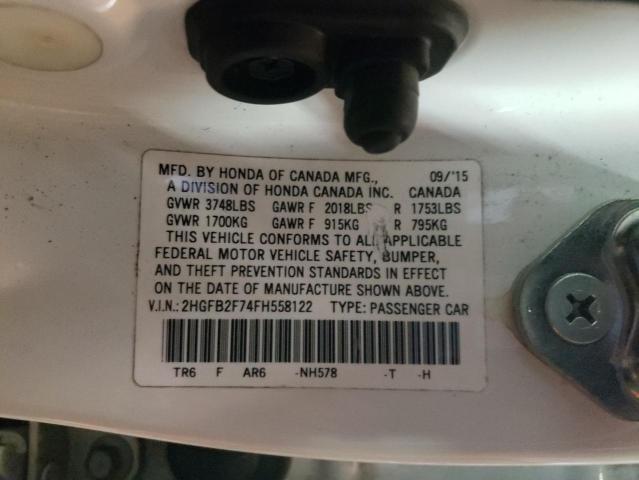 MFD. BY HONDA OF CANADA MFG., 09/'15
A DIVISION OF HONDA CANADA INC. CANADA
GVWR 3748LBS GAWR F 2018LBS R 1753LBS
GVWR 1700KG GAWR F 915KG R 795KG
THIS VEHICLE CONFORMS TO ALL APPLICABLE
FEDERAL MOTOR VEHICLE SAFETY, BUMPER,
AND THEFT PREVENTION STANDARDS IN EFFECT
ON THE DATE OF MANUFACTURE SHOWN ABOVE.
V.I.N.: 2HGFB2F74FH558122 TYPE: PASSENGER CAR
TR6 F AR6 -NH578 -T -H